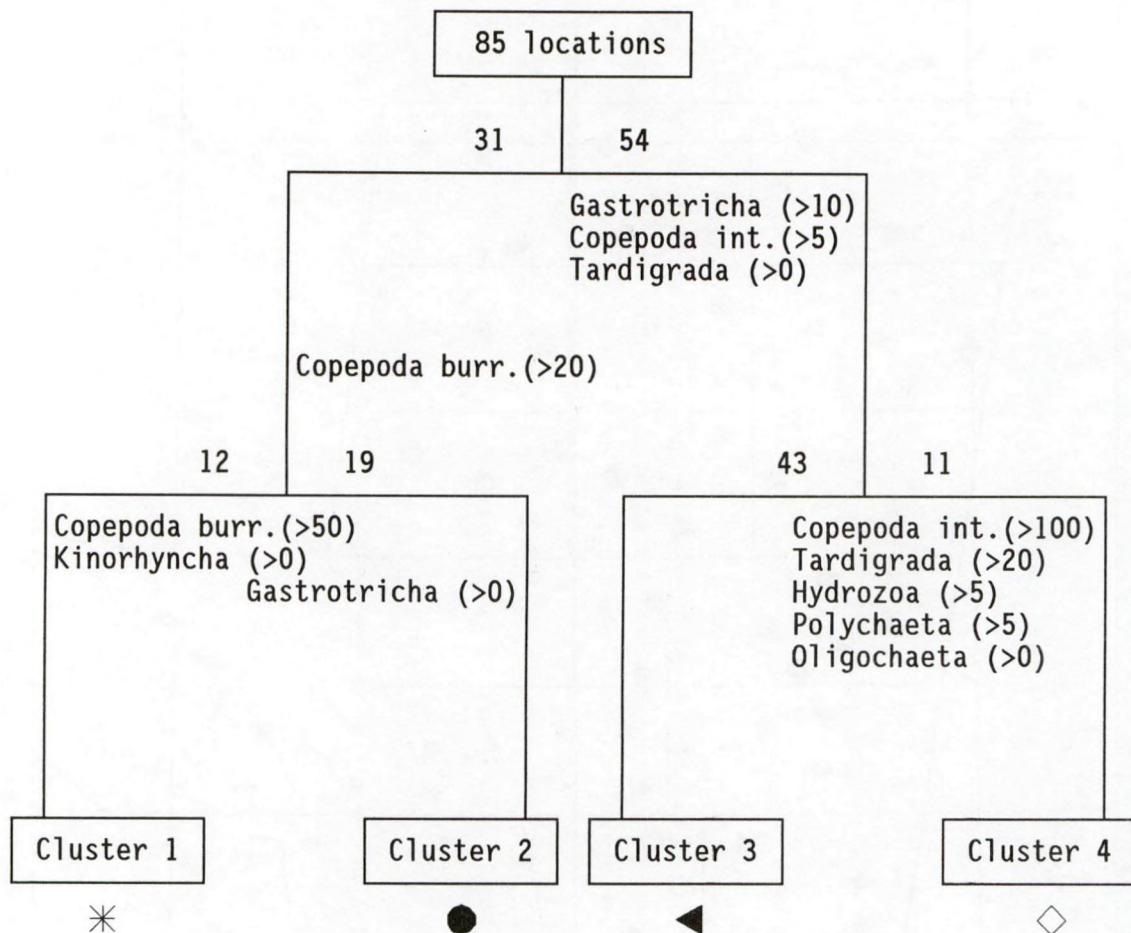 85 locations
31 54
Gastrotricha (>10)
Copepoda int.(>5)
Tardigrada (>0)
Copepoda burr.(>20)
12 19
43 11
Copepoda burr.(>50)
Kinorhyncha (>0)
Gastrotricha (>0)
Copepoda int.(>100)
Tardigrada (>20)
Hydrozoa (>5)
Polychaeta (>5)
Oligochaeta (>0)
Cluster 1
Cluster 2
Cluster 3
Cluster 4